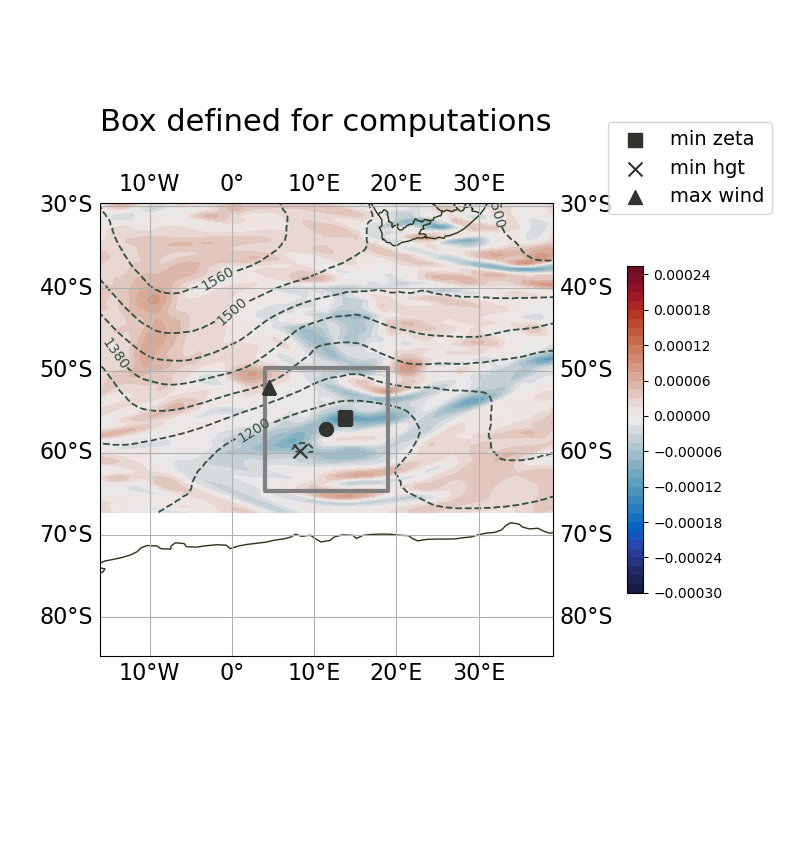 Box defined for computations
min zeta
min hgt
max wind
10°W 0° 10°E 20°E 30°E
30°S 30°S
40°S 40°S
50°S 50°S
60°S 60°S
70°S 70°S
80°S 80°S
10°W 0° 10°E 20°E 30°E
1560
1500
1380
1200
0.00024
0.00018
0.00012
0.00006
0.00000
−0.00006
−0.00012
−0.00018
−0.00024
−0.00030